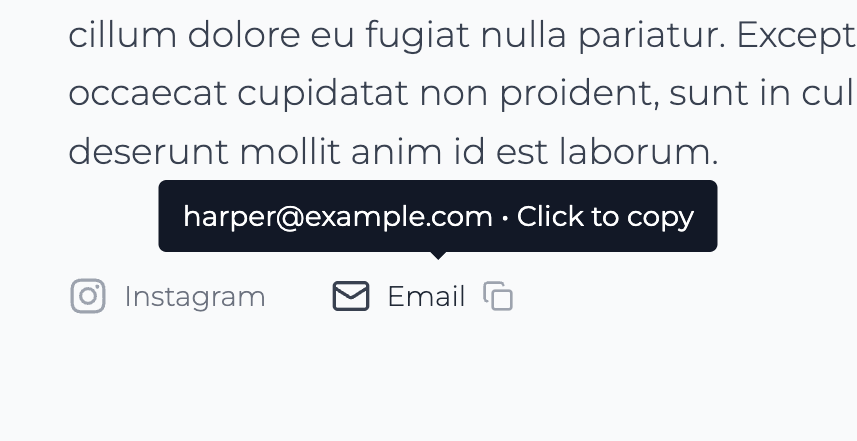 cillum dolore eu fugiat nulla pariatur. Except
occaecat cupidatat non proident, sunt in cul
deserunt mollit anim id est laborum.
harper@example.com • Click to copy
Instagram Email